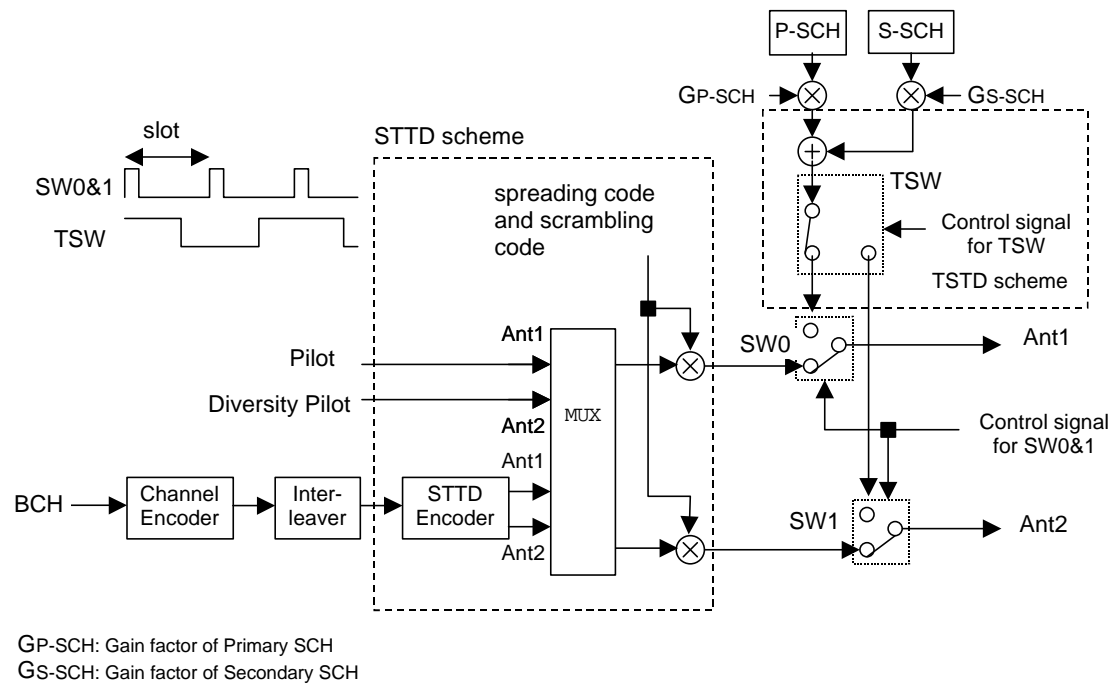 P-SCH
S-SCH
GP-SCH
GS-SCH
slot
STTD scheme
SW0&1
TSW
spreading code
and scrambling
code
TSW
Control signal
for TSW
TSTD scheme
Ant1
SW0
Ant1
Pilot
Diversity Pilot
MUX
Ant2
Ant1
Control signal
for SW0&1
BCH
Channel
Encoder
Inter-
leaver
STTD
Encoder
SW1
Ant2
Ant2
GP-SCH: Gain factor of Primary SCH
GS-SCH: Gain factor of Secondary SCH